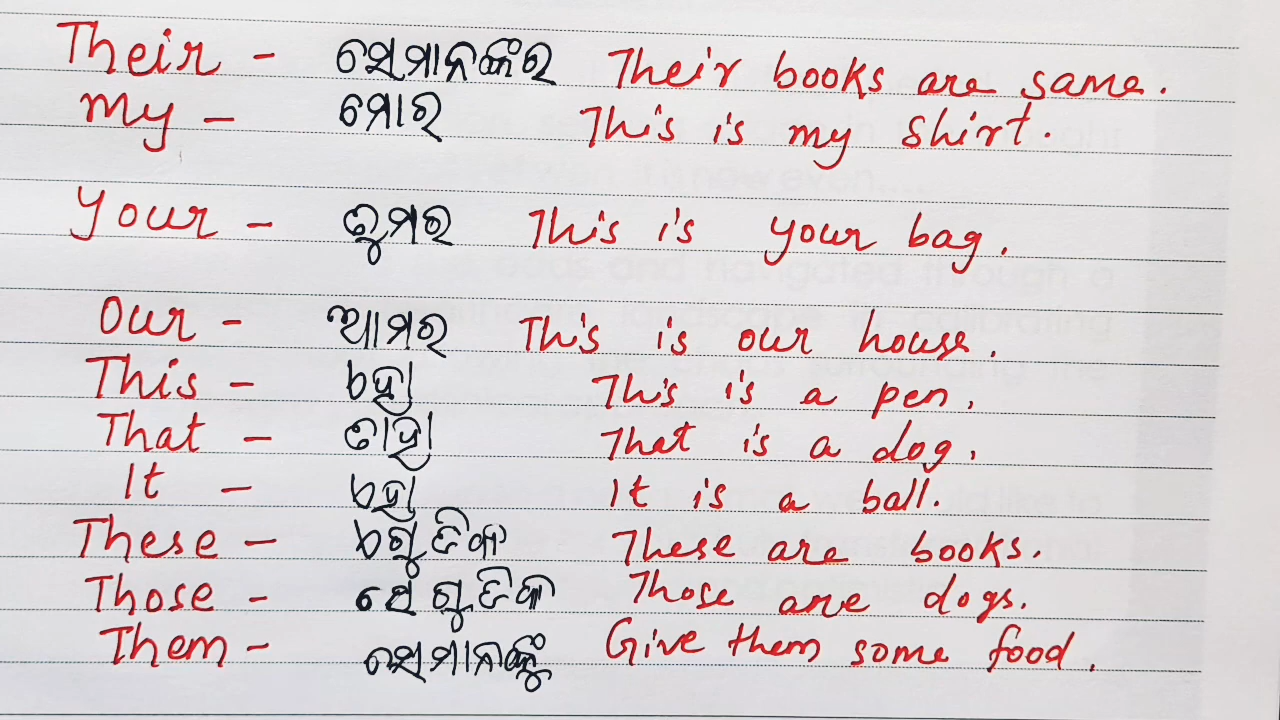 Their - ସେମାନଙ୍କର Their books are same.
My - ମୋର This is my shirt.
Your - ତୁମର This is your bag.
Our - ଆମର This is our house.
This - ଏହା This is a pen.
That - ତାହା That is a dog.
It - ଏହା It is a ball.
These - ଏଗୁଡିକ These are books.
Those - ସେଗୁଡିକ Those are dogs.
Them - ସେମାନଙ୍କୁ Give them some food.